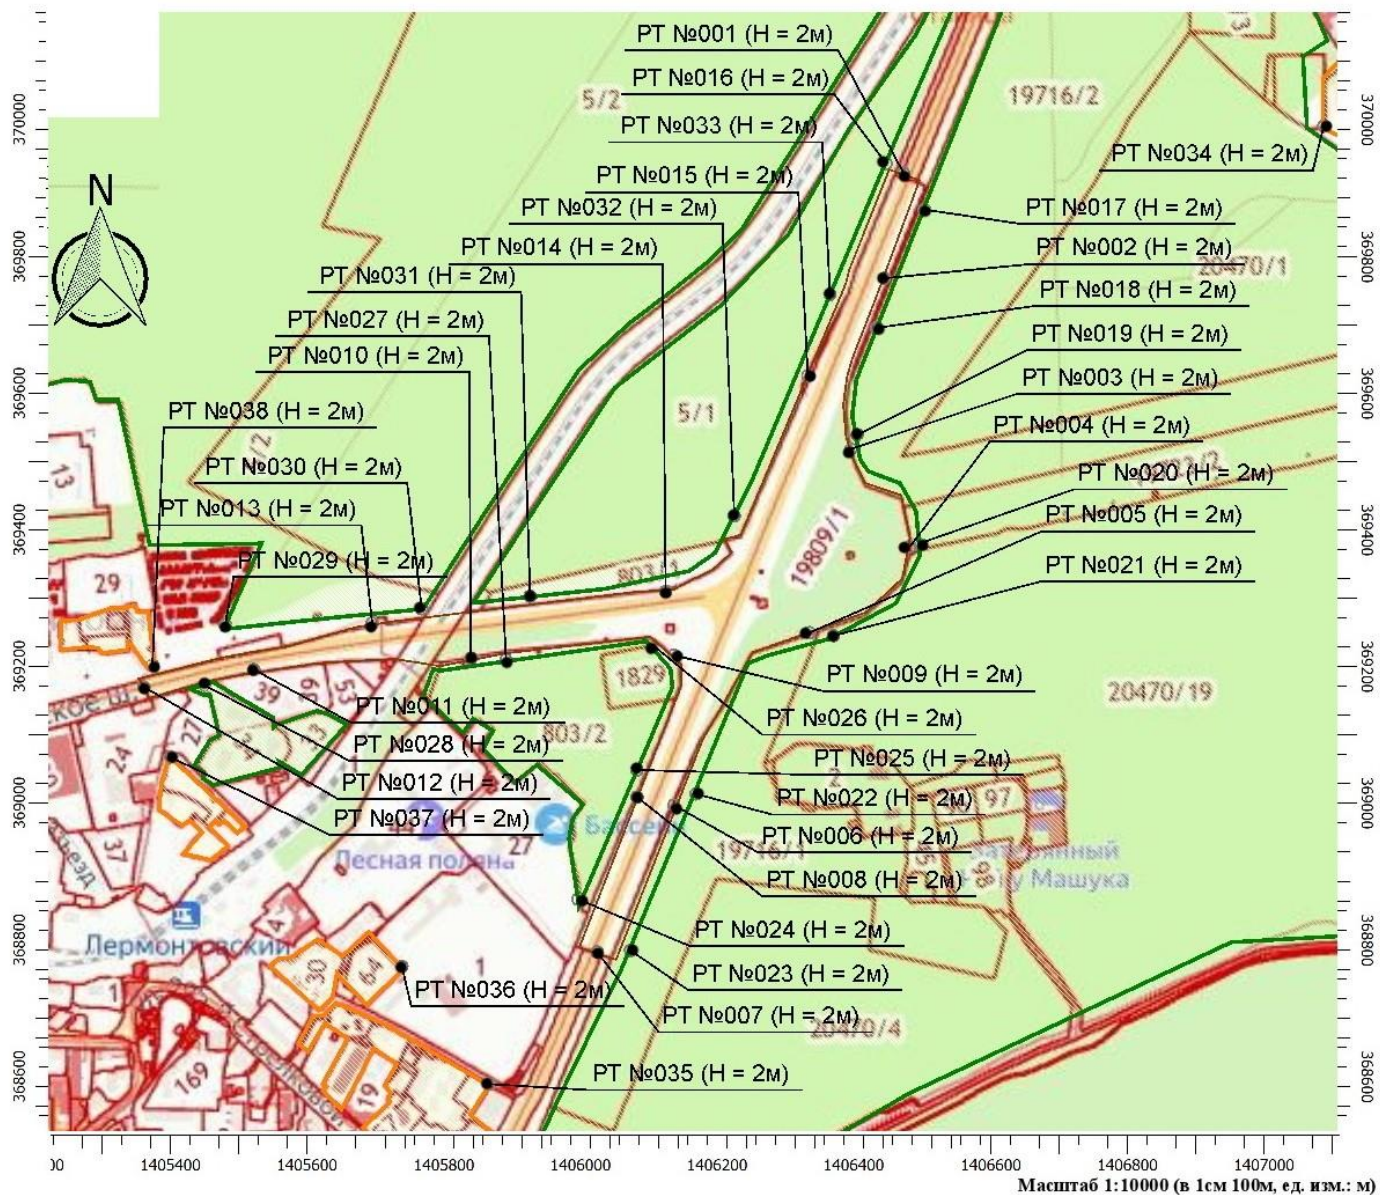 РТ №001 (Н = 2м)
РТ №016 (Н = 2м)
5/2
19716/2
РТ №033 (Н = 2м)
РТ №034 (Н = 2м)
РТ №015 (Н = 2м)
РТ №032 (Н = 2м)
РТ №017 (Н = 2м)
N
РТ №014 (Н = 2м)
РТ №002 (Н = 2м)
20470/1
РТ №031 (Н = 2м)
РТ №018 (Н = 2м)
РТ №027 (Н = 2м)
РТ №019 (Н = 2м)
РТ №010 (Н = 2м)
РТ №003 (Н = 2м)
РТ №038 (Н = 2м)
5/1
РТ №004 (Н = 2м)
13
РТ №030 (Н = 2м)
РТ №020 (Н = 2м)
РТ №013 (Н = 2м)
РТ №005 (Н = 2м)
19809/1
РТ №029 (Н = 2м)
РТ №021 (Н = 2м)
29
803/1
1829
РТ №009 (Н = 2м)
20470/19
39
53
РТ №011 (Н = 2м)
РТ №026 (Н = 2м)
27
803/2
РТ №028 (Н = 2м)
РТ №025 (Н = 2м)
24
РТ №012 (Н = 2м)
РТ №022 (Н = 2м)
97
РТ №037 (Н = 2м)
РТ №006 (Н = 2м)
27
Лесная поляна
37
19716/1
Машука
РТ №008 (Н = 2м)
РТ №024 (Н = 2м)
Лермонтовский
30
64
1
РТ №023 (Н = 2м)
РТ №036 (Н = 2м)
РТ №007 (Н = 2м)
20470/4
РТ №035 (Н = 2м)
169
19
370000
369800
369600
369400
369200
369000
368800
368600
370000
369800
369600
369400
369200
369000
368800
368600
00 1405400 1405600 1405800 1406000 1406200 1406400 1406600 1406800 1407000
Масштаб 1:10000 (в 1см 100м, ед. изм.: м)